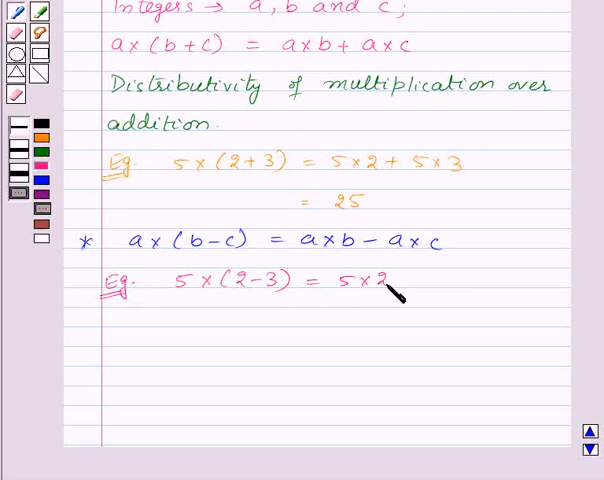 Integers → a, b and c;
a × (b + c) = a × b + a × c
Distributivity of multiplication over
addition.
Eg. 5 × (2 + 3) = 5 × 2 + 5 × 3
= 25
* a × (b - c) = a × b - a × c
Eg. 5 × (2 - 3) = 5 × 2